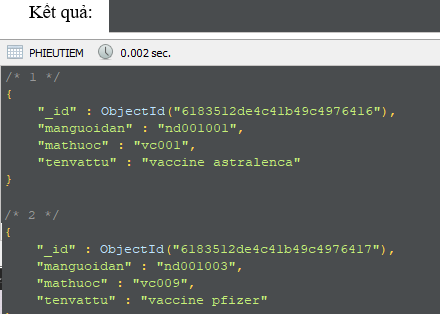 Kết quả:
PHIEUTIEM 0.002 sec.
/* 1 */
{
"_id" : ObjectId("6183512de4c41b49c4976416"),
"manguoidan" : "nd001001",
"mathuoc" : "vc001",
"tenvattu" : "vaccine astralenca"
}
/* 2 */
{
"_id" : ObjectId("6183512de4c41b49c4976417"),
"manguoidan" : "nd001003",
"mathuoc" : "vc009",
"tenvattu" : "vaccine pfizer"